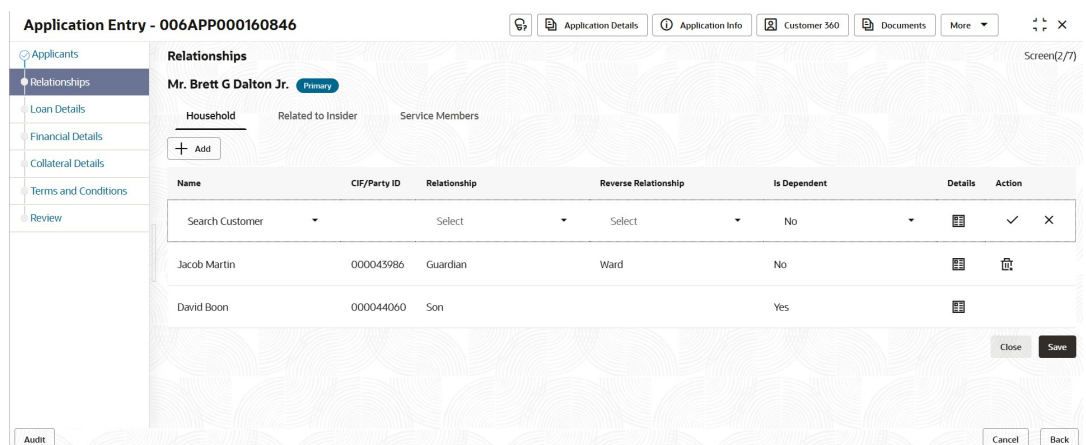 Application Entry - 006APP000160846
Application Details
Application Info
Customer 360
Documents
More
Applicants
Relationships
Loan Details
Financial Details
Collateral Details
Terms and Conditions
Review
Relationships
Screen(2/7)
Mr. Brett G Dalton Jr. Primary
Household Related to Insider Service Members
+ Add
Name CIF/Party ID Relationship Reverse Relationship Is Dependent Details Action
Search Customer Select Select No
Jacob Martin 000043986 Guardian Ward No
David Boon 000044060 Son Yes
Close Save
Audit Cancel Back